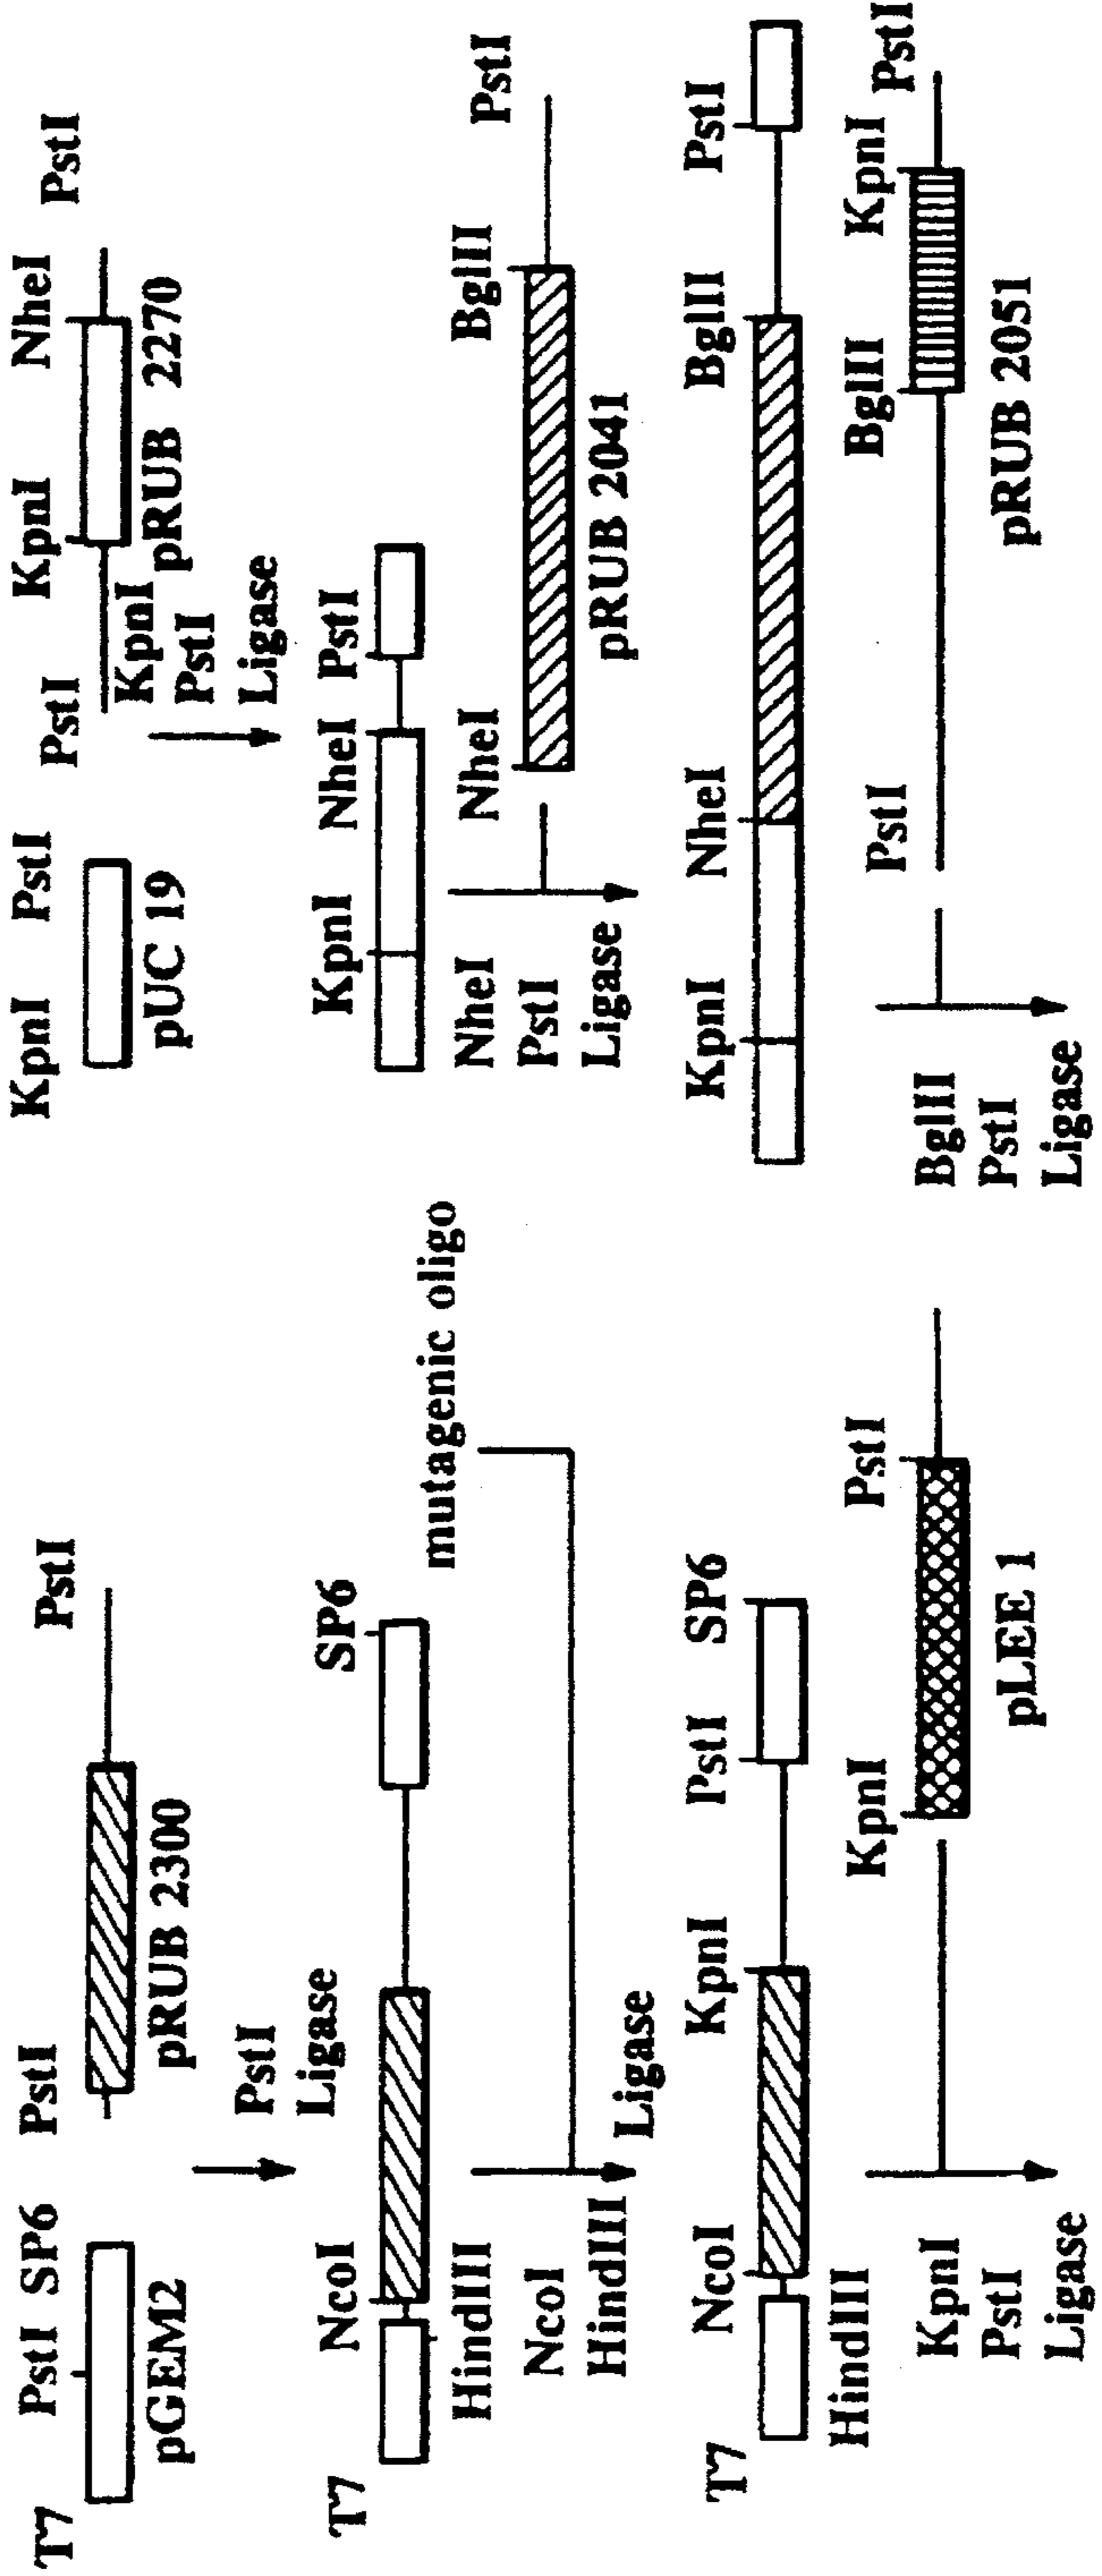 T7 PstI SP6 PstI PstI
pGEM2 pRUB 2300
PstI
Ligase
T7 NcoI SP6
HindIII
mutagenic oligo
NcoI
HindIII Ligase
T7 NcoI KpnI PstI SP6
HindIII
KpnI PstI
KpnI
PstI
Ligase
pLEE 1
KpnI PstI PstI KpnI NheI PstI
pUC 19 pRUB 2270
KpnI
PstI
Ligase
KpnI NheI PstI
NheI BglII PstI
NheI
PstI
Ligase
pRUB 2041
KpnI NheI BglII PstI
PstI BglII KpnI PstI
BglII
PstI
Ligase
pRUB 2051